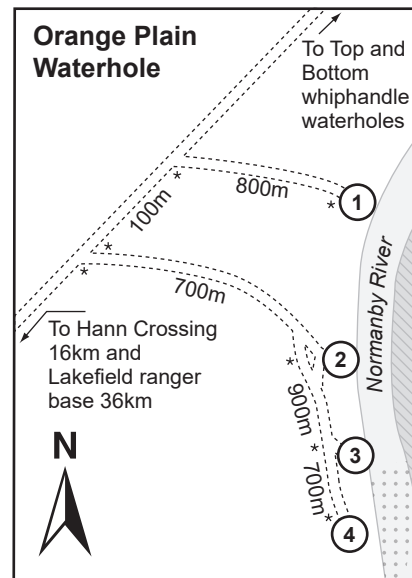 Orange Plain
Waterhole
To Top and
Bottom
whiphandle
waterholes
*
800m
*
1
100m
*
*
700m
Normanby River
To Hann Crossing
16km and
Lakefield ranger
base 36km
2
*
900m
N
*
3
700m
*
4